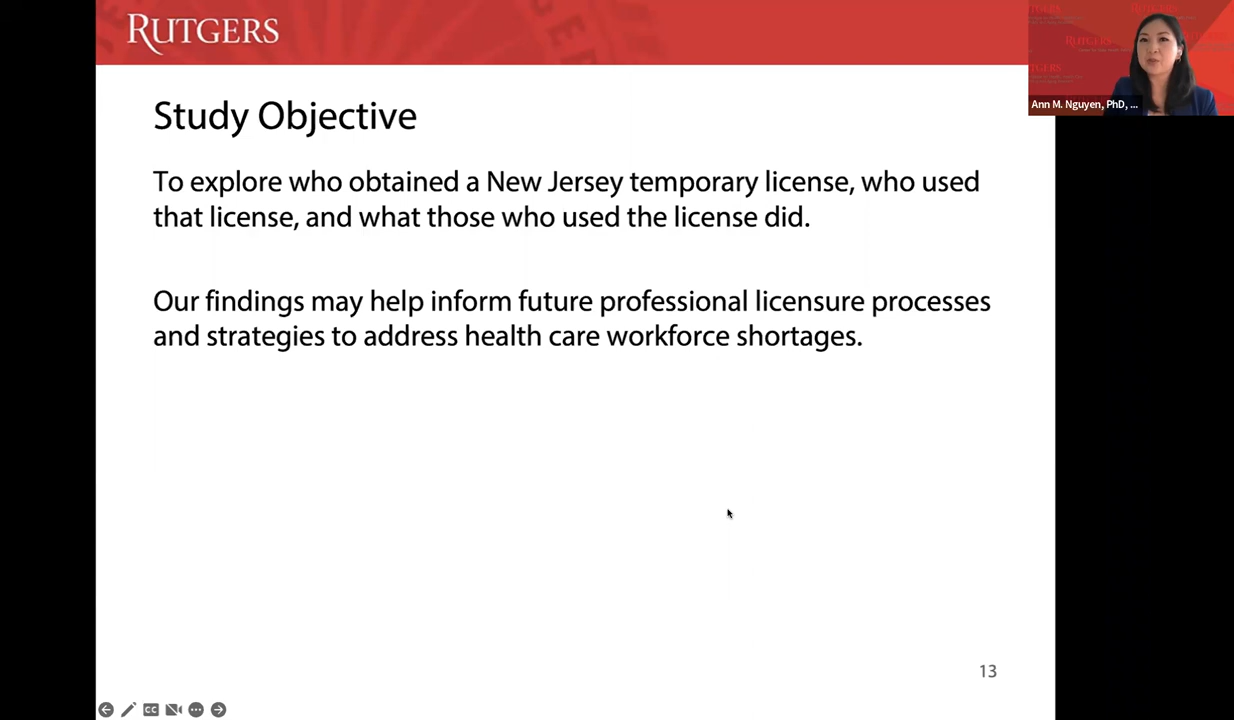 RUTGERS
Study Objective
To explore who obtained a New Jersey temporary license, who used
that license, and what those who used the license did.
Our findings may help inform future professional licensure processes
and strategies to address health care workforce shortages.
13
CC
RUTGERS
Ann M. Nguyen, PhD, ...